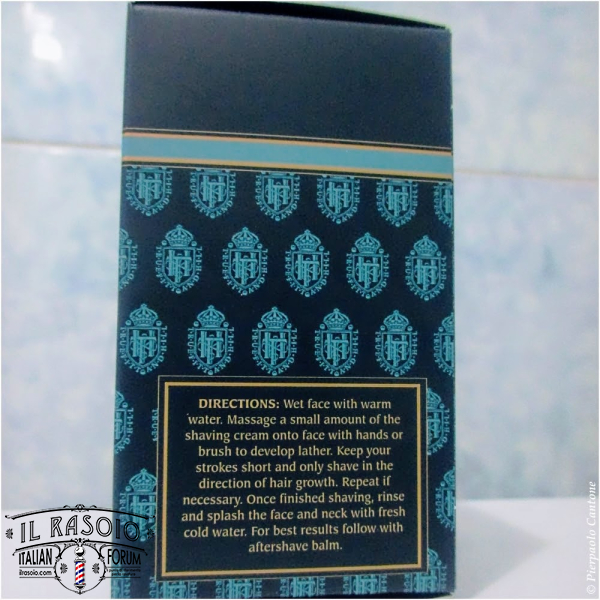 DIRECTIONS: Wet face with warm
water. Massage a small amount of the
shaving cream onto face with hands or
brush to develop lather. Keep your
strokes short and only shave in the
direction of hair growth. Repeat if
necessary. Once finished shaving, rinse
and splash the face and neck with fresh
cold water. For best results follow with
aftershave balm.
IL RASOIO
ITALIAN FORUM
ilrasoio.com
© Pierpaolo Cantone